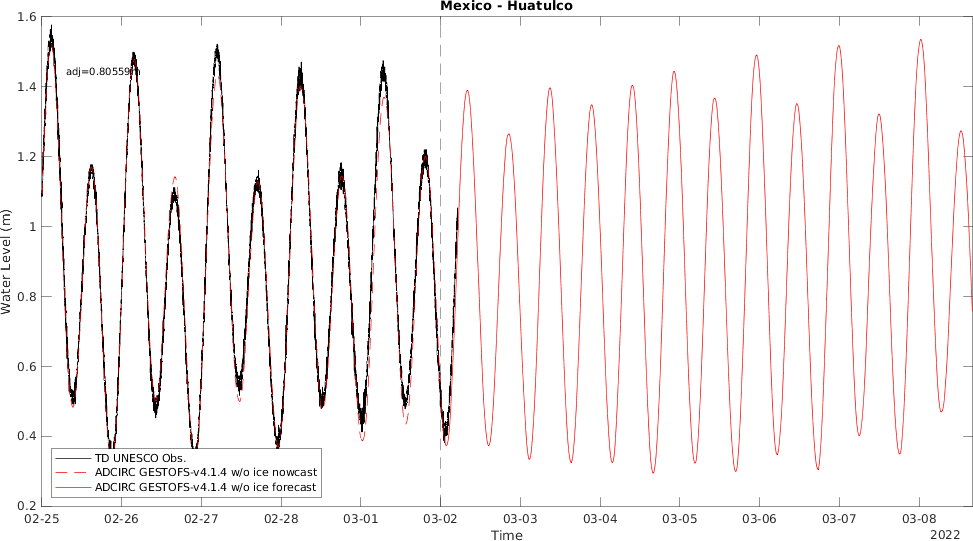 Mexico - Huatulco
1.6
1.4
1.2
1
0.8
0.6
0.4
0.2
Water Level (m)
adj=0.80559m
TD UNESCO Obs.
ADCIRC GESTOFS-v4.1.4 w/o ice nowcast
ADCIRC GESTOFS-v4.1.4 w/o ice forecast
02-25 02-26 02-27 02-28 03-01 03-02 03-03 03-04 03-05 03-06 03-07 03-08
Time
2022